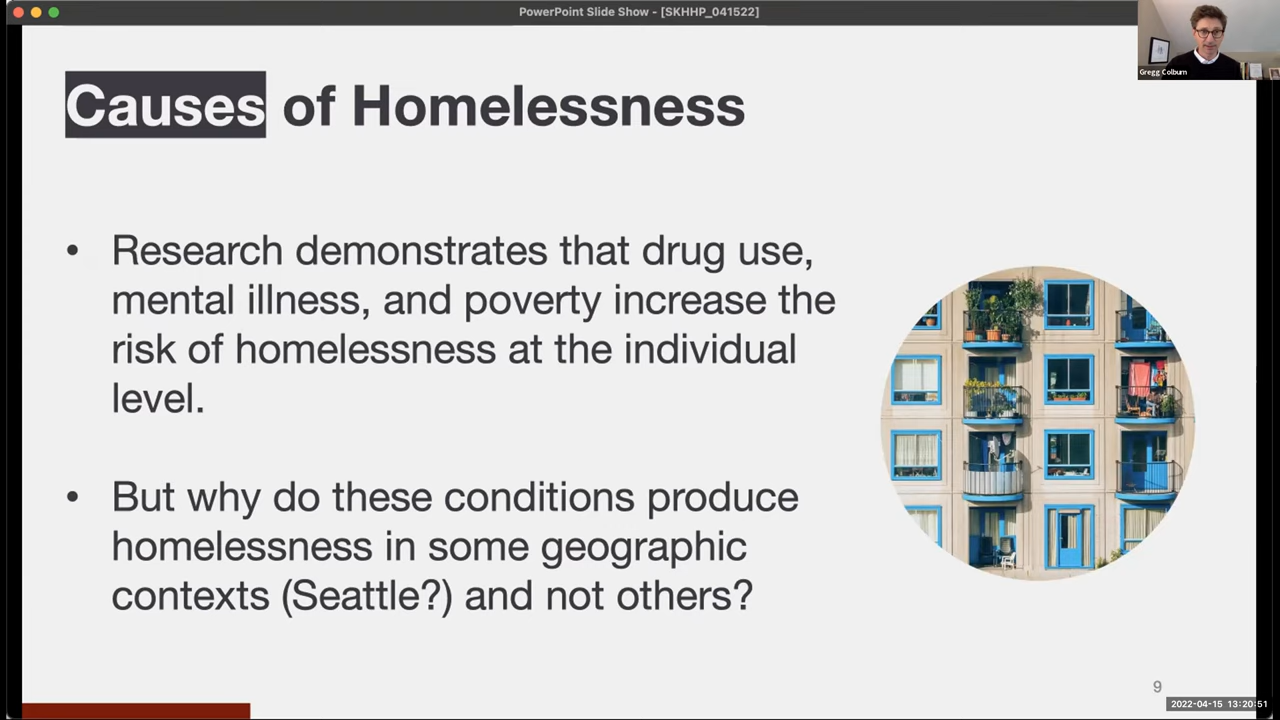 PowerPoint Slide Show - [SKHHP_041522]
Gregg Colburn
Causes of Homelessness
• Research demonstrates that drug use,
mental illness, and poverty increase the
risk of homelessness at the individual
level.
• But why do these conditions produce
homelessness in some geographic
contexts (Seattle?) and not others?
9
2022-04-15 13:20:51